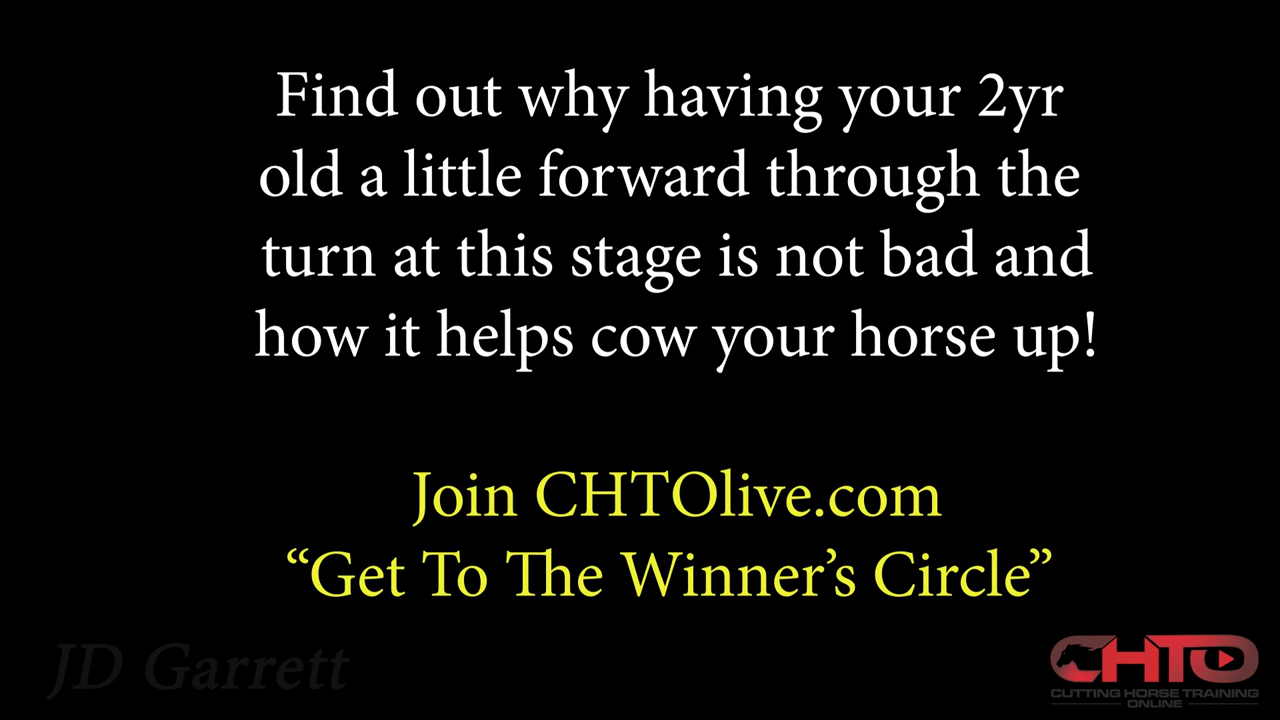 Find out why having your 2yr
old a little forward through the
turn at this stage is not bad and
how it helps cow your horse up!
Join CHTOlive.com
“Get To The Winner’s Circle”
JD Garrett
CHTO
CUTTING HORSE TRAINING
ONLINE